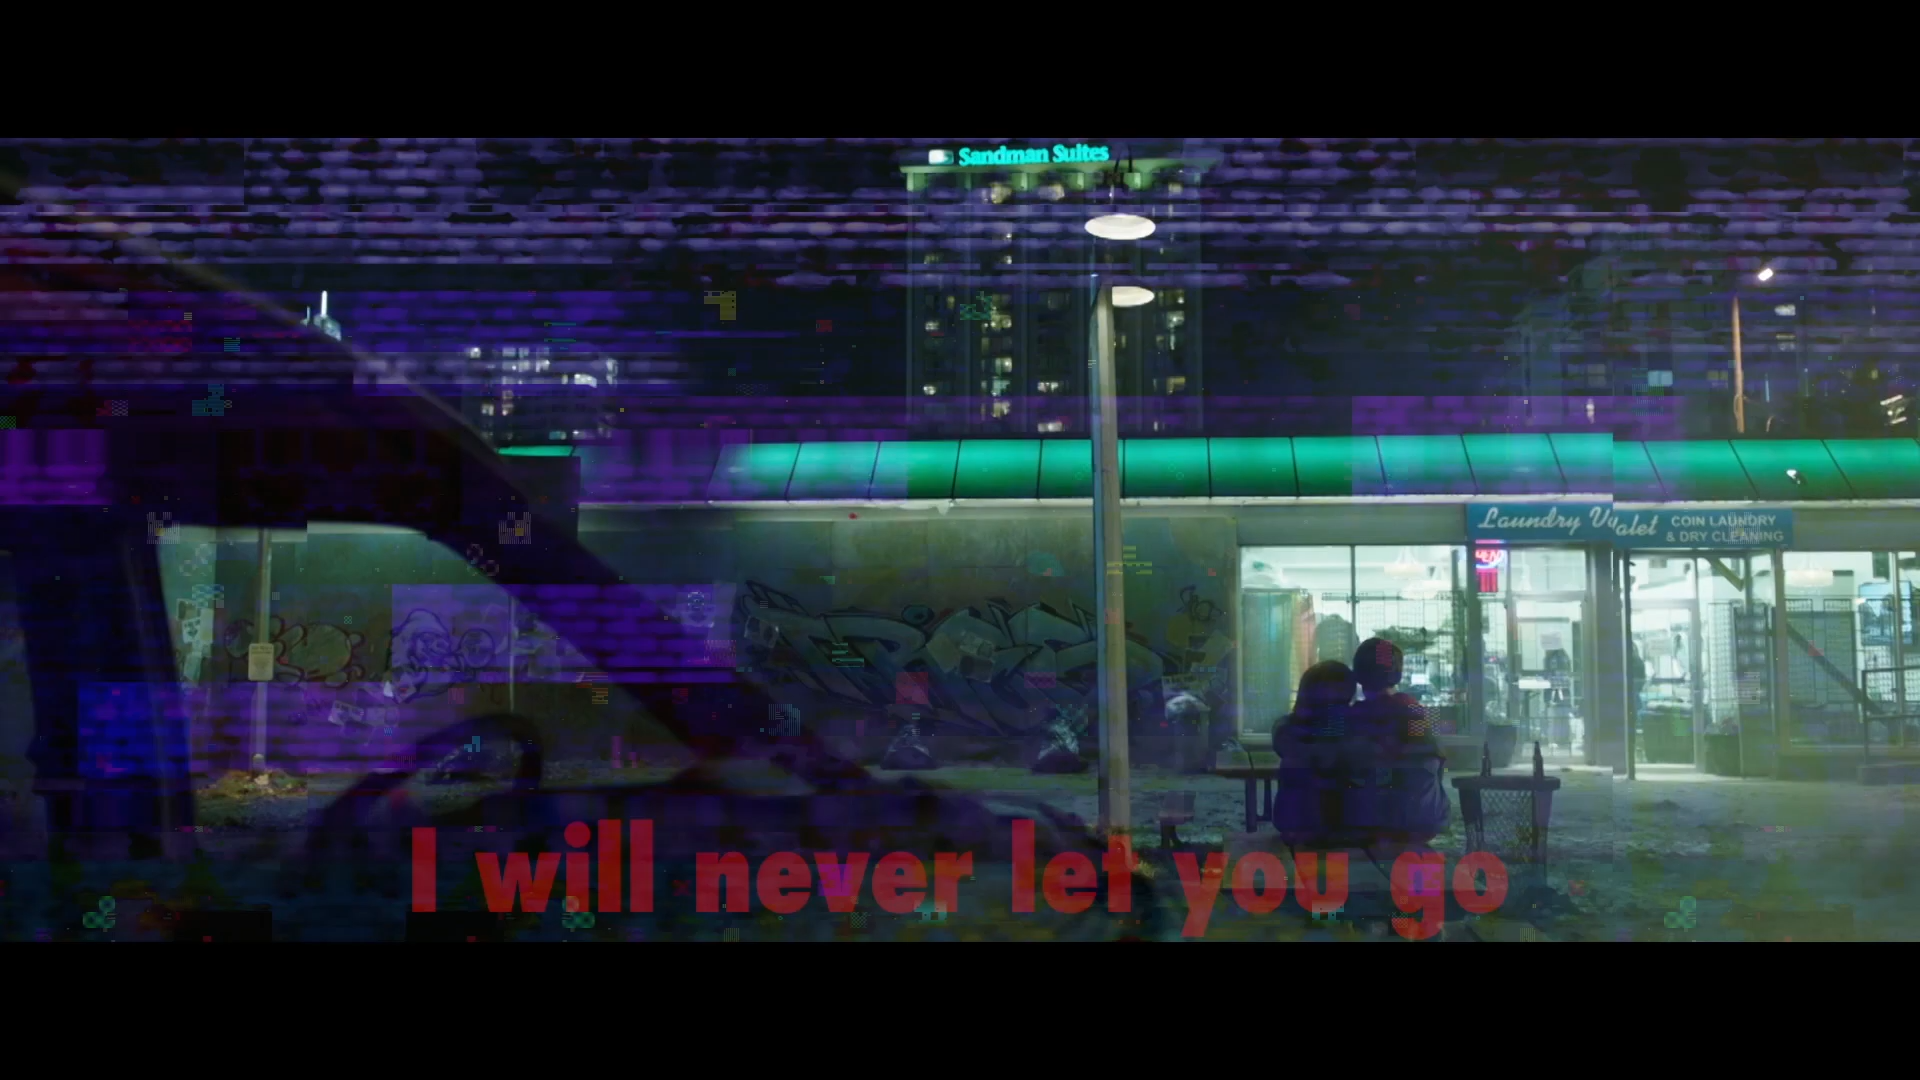 Sandman Suites
Laundry Valet
COIN LAUNDRY
& DRY CLEANING
I will never let you go